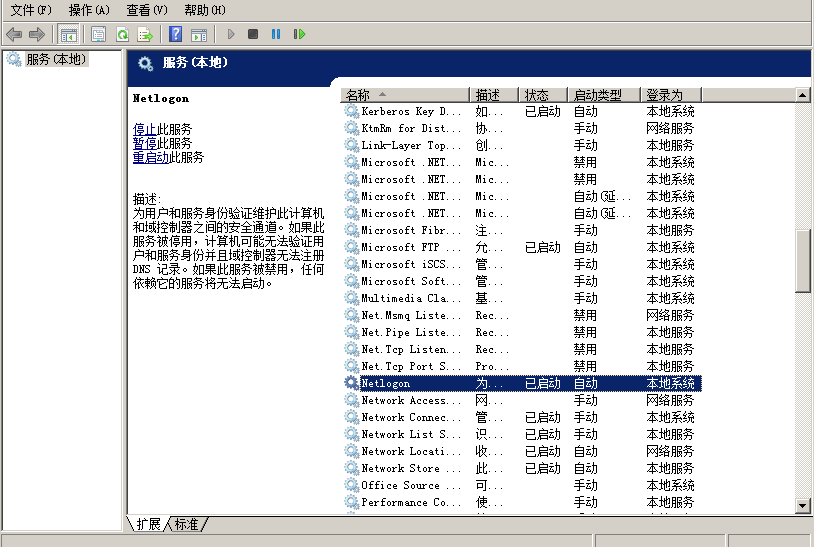 文件(F) 操作(A) 查看(V) 帮助(H)
服务(本地)
服务(本地)
Netlogon
停止此服务
暂停此服务
重启动此服务
描述:
为用户和服务身份验证维护此计算机
和域控制器之间的安全通道。如果此
服务被停用，计算机可能无法验证用
户和服务身份并且域控制器无法注册
DNS 记录。如果此服务被禁用，任何
依赖它的服务将无法启动。
名称 描述 状态 启动类型 登录为
Kerberos Key D... 如... 已启动 自动 本地系统
KtmRm for Dist... 协... 手动 网络服务
Link-Layer Top... 创... 手动 本地服务
Microsoft .NET... Mic... 禁用 本地系统
Microsoft .NET... Mic... 禁用 本地系统
Microsoft .NET... Mic... 自动(延... 本地系统
Microsoft .NET... Mic... 自动(延... 本地系统
Microsoft Fibr... 注... 手动 本地服务
Microsoft FTP ... 允... 已启动 自动 本地系统
Microsoft iSCS... 管... 手动 本地系统
Microsoft Soft... 管... 手动 本地系统
Multimedia Cla... 基... 手动 本地系统
Net.Msmq Liste... Rec... 禁用 网络服务
Net.Pipe Liste... Rec... 禁用 本地服务
Net.Tcp Listen... Rec... 禁用 本地服务
Net.Tcp Port S... Pro... 禁用 本地服务
Netlogon 为... 已启动 自动 本地系统
Network Access... 网... 手动 网络服务
Network Connec... 管... 已启动 手动 本地系统
Network List S... 识... 已启动 手动 本地服务
Network Locati... 收... 已启动 自动 网络服务
Network Store ... 此... 已启动 自动 本地服务
Office Source ... 可... 手动 本地系统
Performance Co... 使... 手动 本地服务
扩展 标准